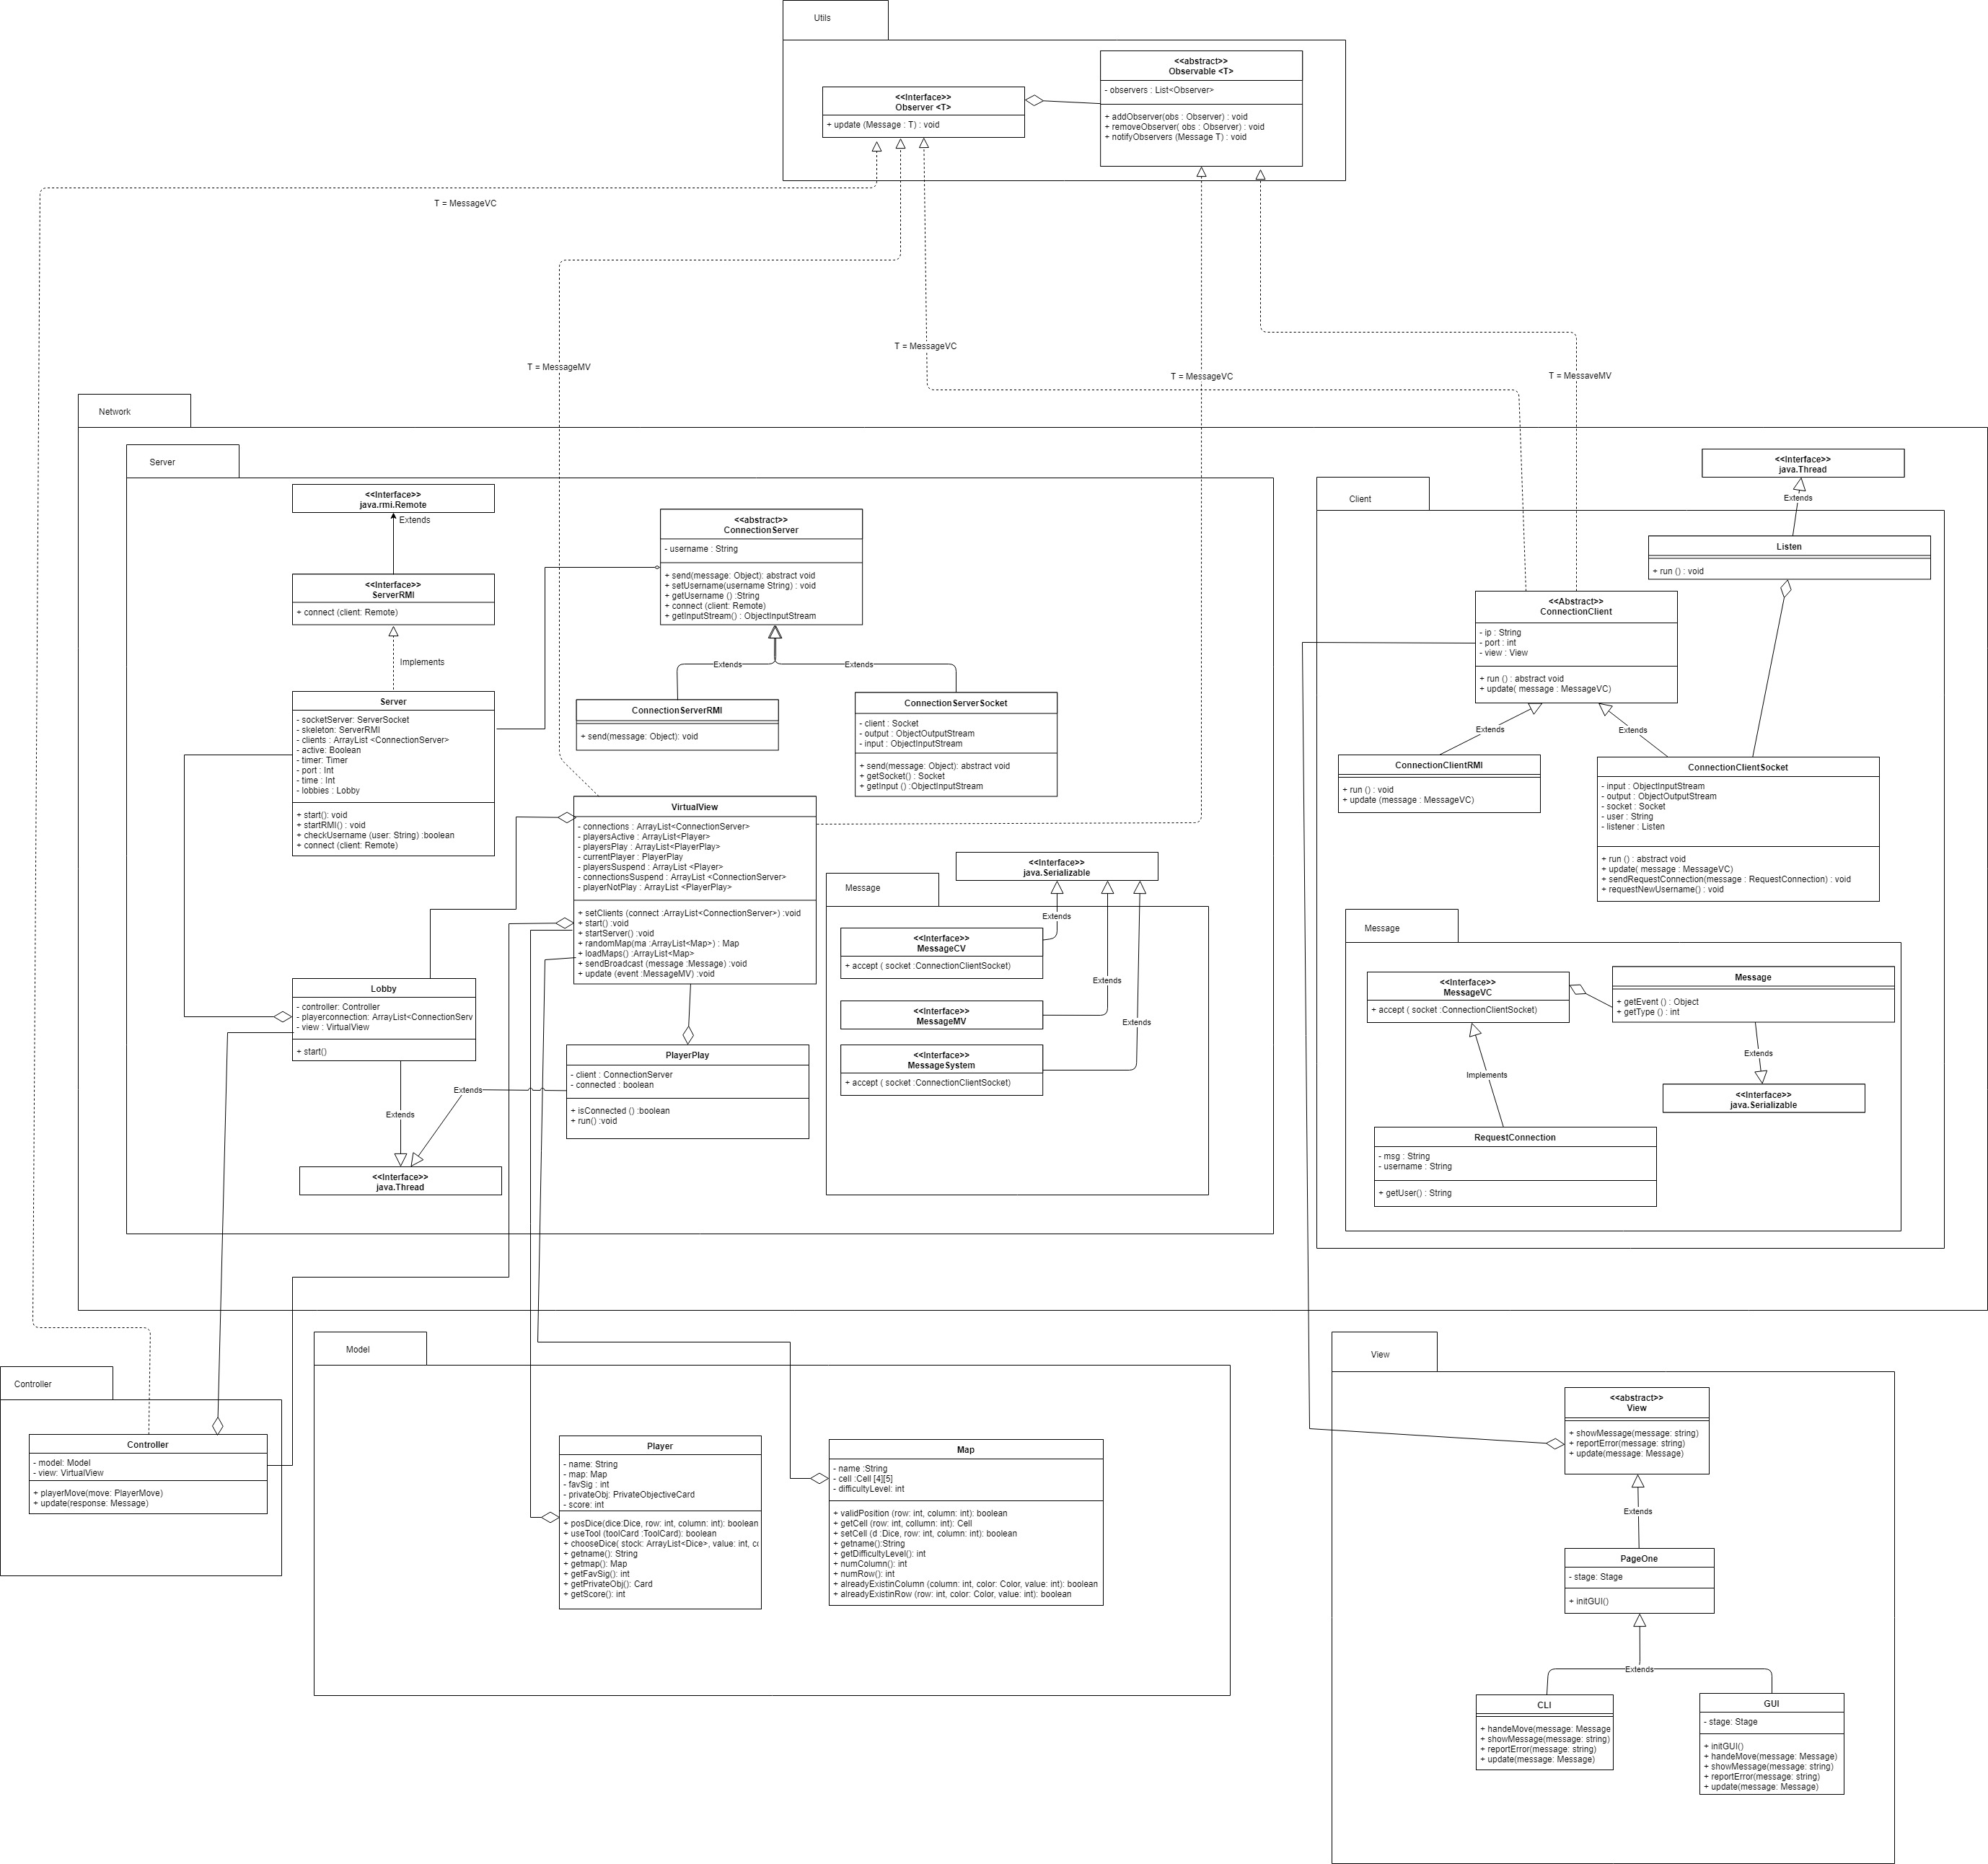 Utils
<<Interface>>
Observer <T>
+ update (Message : T) : void
<<abstract>>
Observable <T>
- observers : List<Observer>
+ addObserver(obs : Observer) : void
+ removeObserver( obs : Observer) : void
+ notifyObservers (Message T) : void
T = MessageVC
T = MessageMV
T = MessageVC
T = MessageVC
T = MessaveMV
Network
Server
<<Interface>>
java.rmi.Remote
Extends
<<Interface>>
ServerRMI
+ connect (client: Remote)
Implements
Server
- socketServer: ServerSocket
- skeleton: ServerRMI
- clients : ArrayList <ConnectionServer>
- active: Boolean
- timer: Timer
- port : Int
- time : Int
- lobbies : Lobby
+ start(): void
+ startRMI() : void
+ checkUsername (user: String) :boolean
+ connect (client: Remote)
<<abstract>>
ConnectionServer
- username : String
+ send(message: Object): abstract void
+ setUsername(username String) : void
+ getUsername () :String
+ connect (client: Remote)
+ getInputStream() : ObjectInputStream
Extends
Extends
ConnectionServerRMI
+ send(message: Object): void
ConnectionServerSocket
- client : Socket
- output : ObjectOutputStream
- input : ObjectInputStream
+ send(message: Object): abstract void
+ getSocket() : Socket
+ getInput () :ObjectInputStream
VirtualView
- connections : ArrayList<ConnectionServer>
- playersActive : ArrayList<Player>
- playersPlay : ArrayList<PlayerPlay>
- currentPlayer : PlayerPlay
- playersSuspend : ArrayList <Player>
- connectionsSuspend : ArrayList <ConnectionServer>
- playerNotPlay : ArrayList <PlayerPlay>
+ setClients (connect :ArrayList<ConnectionServer>) :void
+ start() :void
+ startServer() :void
+ randomMap(ma :ArrayList<Map>) : Map
+ loadMaps() :ArrayList<Map>
+ sendBroadcast (message :Message) :void
+ update (event :MessageMV) :void
Lobby
- controller: Controller
- playerconnection: ArrayList<ConnectionServ
- view : VirtualView
+ start()
PlayerPlay
- client : ConnectionServer
- connected : boolean
+ isConnected () :boolean
+ run() :void
Extends
Extends
<<Interface>>
java.Thread
<<Interface>>
java.Serializable
Message
Extends
<<Interface>>
MessageCV
+ accept ( socket :ConnectionClientSocket)
Extends
<<Interface>>
MessageMV
Extends
<<Interface>>
MessageSystem
+ accept ( socket :ConnectionClientSocket)
Client
<<Interface>>
java.Thread
Extends
Listen
+ run () : void
<<Abstract>>
ConnectionClient
- ip : String
- port : int
- view : View
+ run () : abstract void
+ update( message : MessageVC)
Extends
Extends
ConnectionClientRMI
+ run () : void
+ update (message : MessageVC)
ConnectionClientSocket
- input : ObjectInputStream
- output : ObjectOutputStream
- socket : Socket
- user : String
- listener : Listen
+ run () : abstract void
+ update( message : MessageVC)
+ sendRequestConnection(message : RequestConnection) : void
+ requestNewUsername() : void
Message
<<Interface>>
MessageVC
+ accept ( socket :ConnectionClientSocket)
Message
+ getEvent () : Object
+ getType () : int
Extends
Implements
<<Interface>>
java.Serializable
RequestConnection
- msg : String
- username : String
+ getUser() : String
Controller
Controller
- model: Model
- view: VirtualView
+ playerMove(move: PlayerMove)
+ update(response: Message)
Model
Player
- name: String
- map: Map
- favSig : int
- privateObj: PrivateObjectiveCard
- score: int
+ posDice(dice:Dice, row: int, column: int): boolean
+ useTool (toolCard :ToolCard): boolean
+ chooseDice( stock: ArrayList<Dice>, value: int, c
+ getname(): String
+ getmap(): Map
+ getFavSig(): int
+ getPrivateObj(): Card
+ getScore(): int
Map
- name :String
- cell :Cell [4][5]
- difficultyLevel: int
+ validPosition (row: int, column: int): boolean
+ getCell (row: int, collumn: int): Cell
+ setCell (d :Dice, row: int, column: int): boolean
+ getname():String
+ getDifficultyLevel(): int
+ numColumn(): int
+ numRow(): int
+ alreadyExistinColumn (column: int, color: Color, value: int): boolean
+ alreadyExistinRow (row: int, color: Color, value: int): boolean
View
<<abstract>>
View
+ showMessage(message: string)
+ reportError(message: string)
+ update(message: Message)
Extends
PageOne
- stage: Stage
+ initGUI()
Extends
CLI
+ handeMove(message: Message
+ showMessage(message: string)
+ reportError(message: string)
+ update(message: Message)
GUI
- stage: Stage
+ initGUI()
+ handeMove(message: Message)
+ showMessage(message: string)
+ reportError(message: string)
+ update(message: Message)